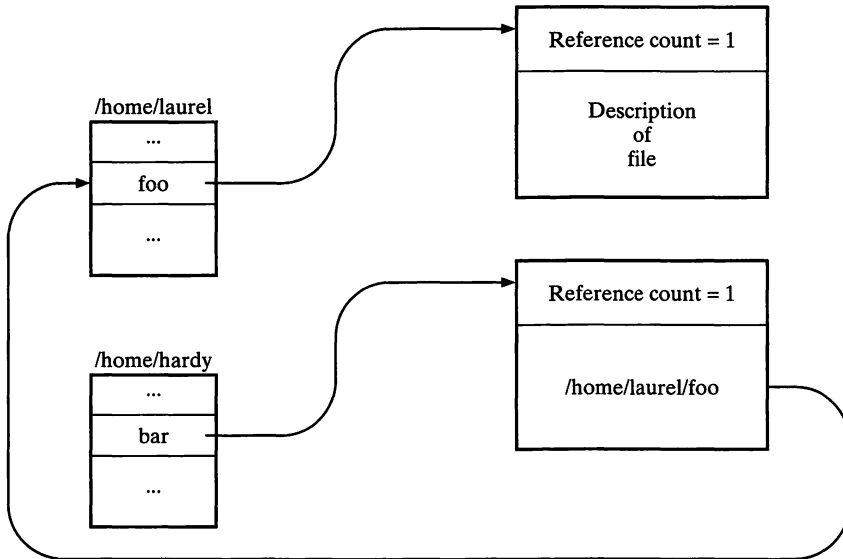 Reference count = 1
Description
of
file
/home/laurel
...
foo
...
Reference count = 1
/home/laurel/foo
/home/hardy
...
bar
...